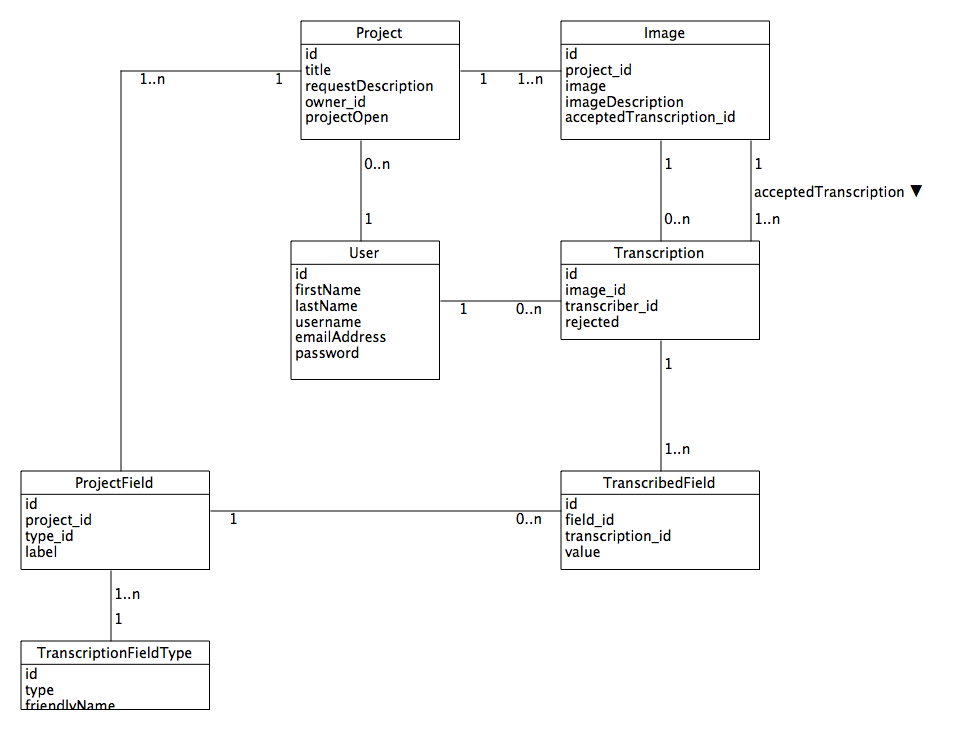 Project
id
title
requestDescription
owner_id
projectOpen
Image
id
project_id
image
imageDescription
acceptedTranscription_id
1..n
1
1
1..n
0..n
1
1
0..n
1
acceptedTranscription ▼
1..n
User
id
firstName
lastName
username
emailAddress
password
Transcription
id
image_id
transcriber_id
rejected
1
0..n
1
1..n
ProjectField
id
project_id
type_id
label
TranscribedField
id
field_id
transcription_id
value
1
0..n
1..n
1
TranscriptionFieldType
id
type
friendlyName